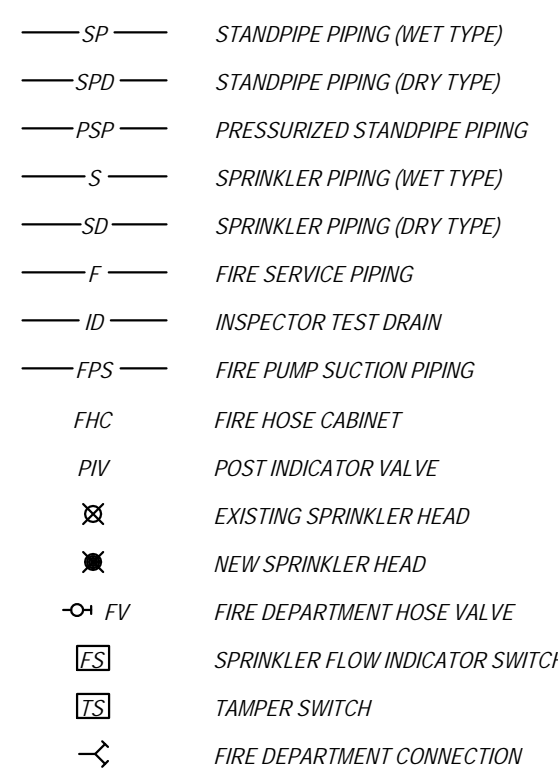 SP STANDPIPE PIPING (WET TYPE)
SPD STANDPIPE PIPING (DRY TYPE)
PSP PRESSURIZED STANDPIPE PIPING
S SPRINKLER PIPING (WET TYPE)
SD SPRINKLER PIPING (DRY TYPE)
F FIRE SERVICE PIPING
ID INSPECTOR TEST DRAIN
FPS FIRE PUMP SUCTION PIPING
FHC FIRE HOSE CABINET
PIV POST INDICATOR VALVE
EXISTING SPRINKLER HEAD
NEW SPRINKLER HEAD
FV FIRE DEPARTMENT HOSE VALVE
FS SPRINKLER FLOW INDICATOR SWITCH
TS TAMPER SWITCH
FIRE DEPARTMENT CONNECTION